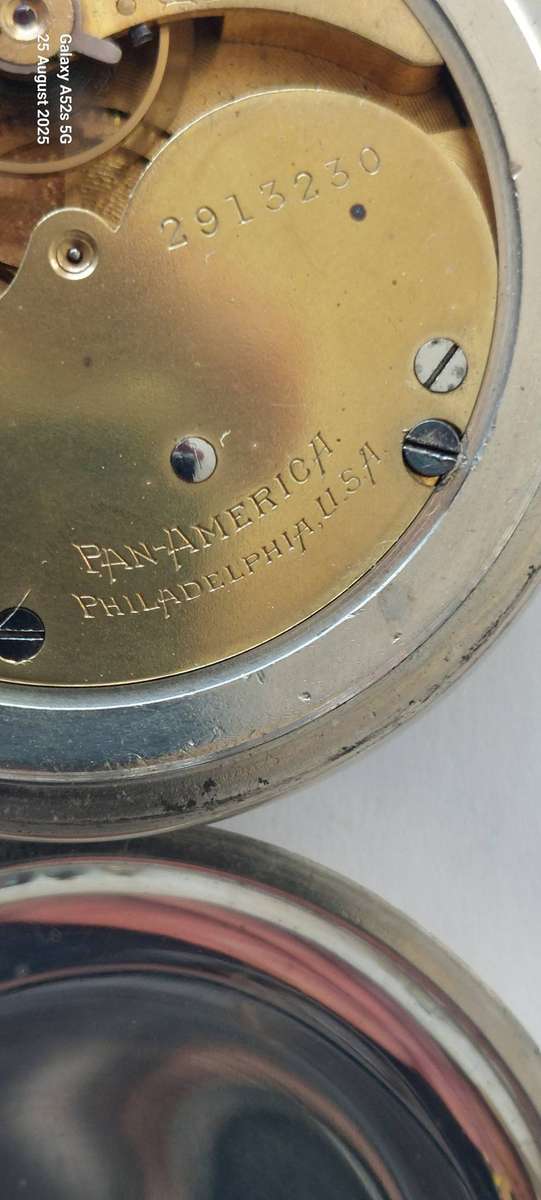 Galaxy A52s 5G
25 August 2025
2913230
PAN-AMERICA.
PHILADELPHIA, U.S.A.